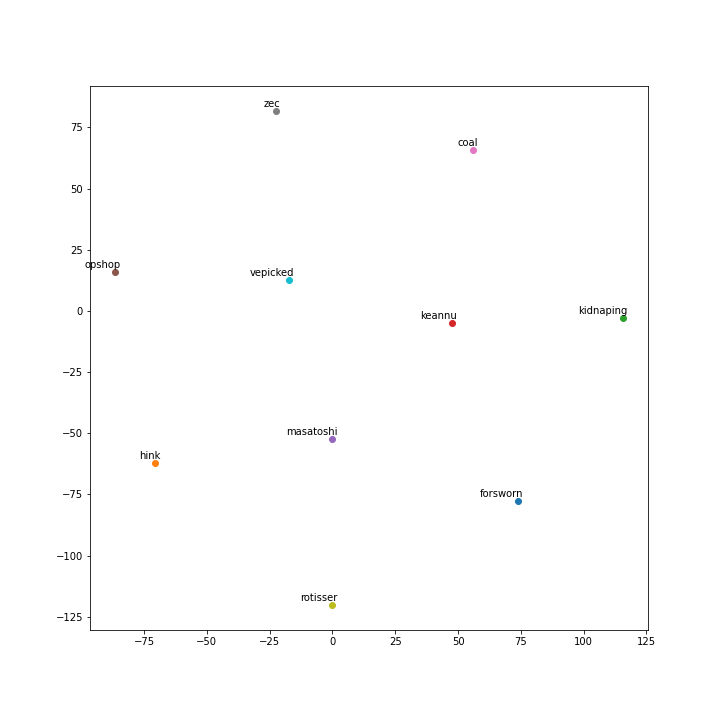 zec
coal
75
50
25
opshop
vepicked
0
keannu
kidnaping
−25
−50
masatoshi
hink
−75
forsworn
−100
rotisser
−125
−75 −50 −25 0 25 50 75 100 125